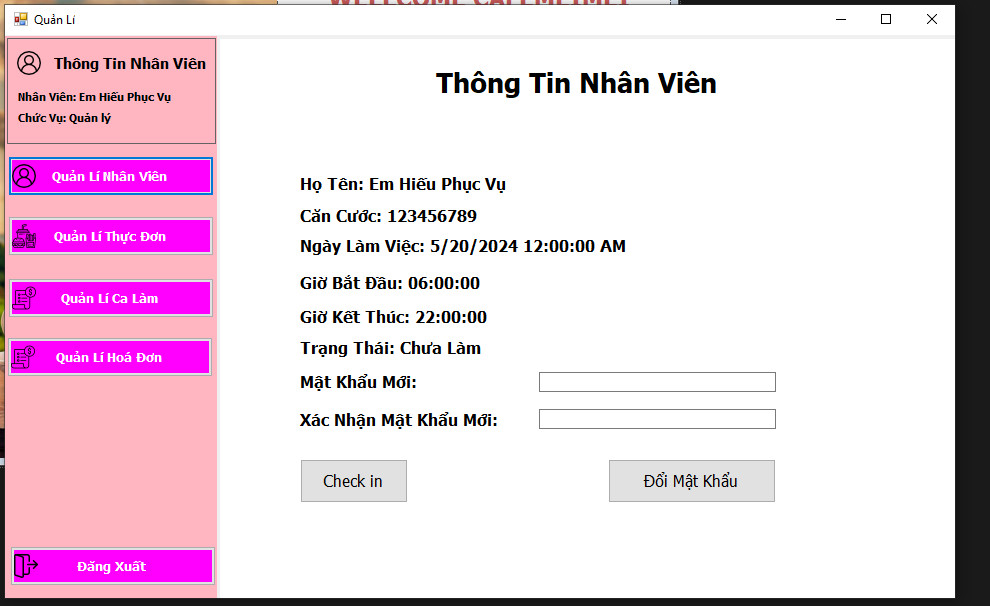 Quản Lí
Thông Tin Nhân Viên
Nhân Viên: Em Hiếu Phục Vụ
Chức Vụ: Quản lý
Quản Lí Nhân Viên
Quản Lí Thực Đơn
Quản Lí Ca Làm
Quản Lí Hoá Đơn
Đăng Xuất
Thông Tin Nhân Viên
Họ Tên: Em Hiếu Phục Vụ
Căn Cước: 123456789
Ngày Làm Việc: 5/20/2024 12:00:00 AM
Giờ Bắt Đầu: 06:00:00
Giờ Kết Thúc: 22:00:00
Trạng Thái: Chưa Làm
Mật Khẩu Mới:
Xác Nhận Mật Khẩu Mới:
Check in
Đổi Mật Khẩu